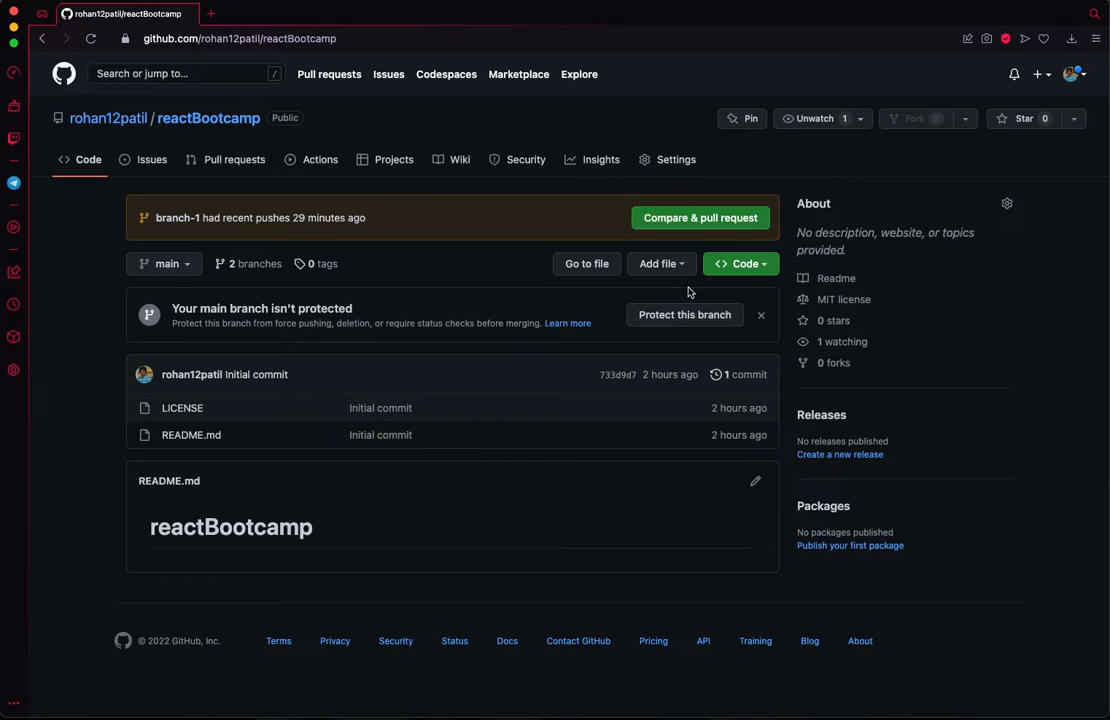 rohan12patil/reactBootcamp
github.com/rohan12patil/reactBootcamp
Search or jump to... /
Pull requests Issues Codespaces Marketplace Explore
rohan12patil / reactBootcamp Public
Pin Unwatch 1 Fork 0 Star 0
Code Issues Pull requests Actions Projects Wiki Security Insights Settings
branch-1 had recent pushes 29 minutes ago Compare & pull request
main 2 branches 0 tags Go to file Add file Code
Your main branch isn't protected
Protect this branch from force pushing, deletion, or require status checks before merging. Learn more
Protect this branch
rohan12patil Initial commit 733d9d7 2 hours ago 1 commit
LICENSE Initial commit 2 hours ago
README.md Initial commit 2 hours ago
README.md
reactBootcamp
About
No description, website, or topics
provided.
Readme
MIT license
0 stars
1 watching
0 forks
Releases
No releases published
Create a new release
Packages
No packages published
Publish your first package
© 2022 GitHub, Inc. Terms Privacy Security Status Docs Contact GitHub Pricing API Training Blog About